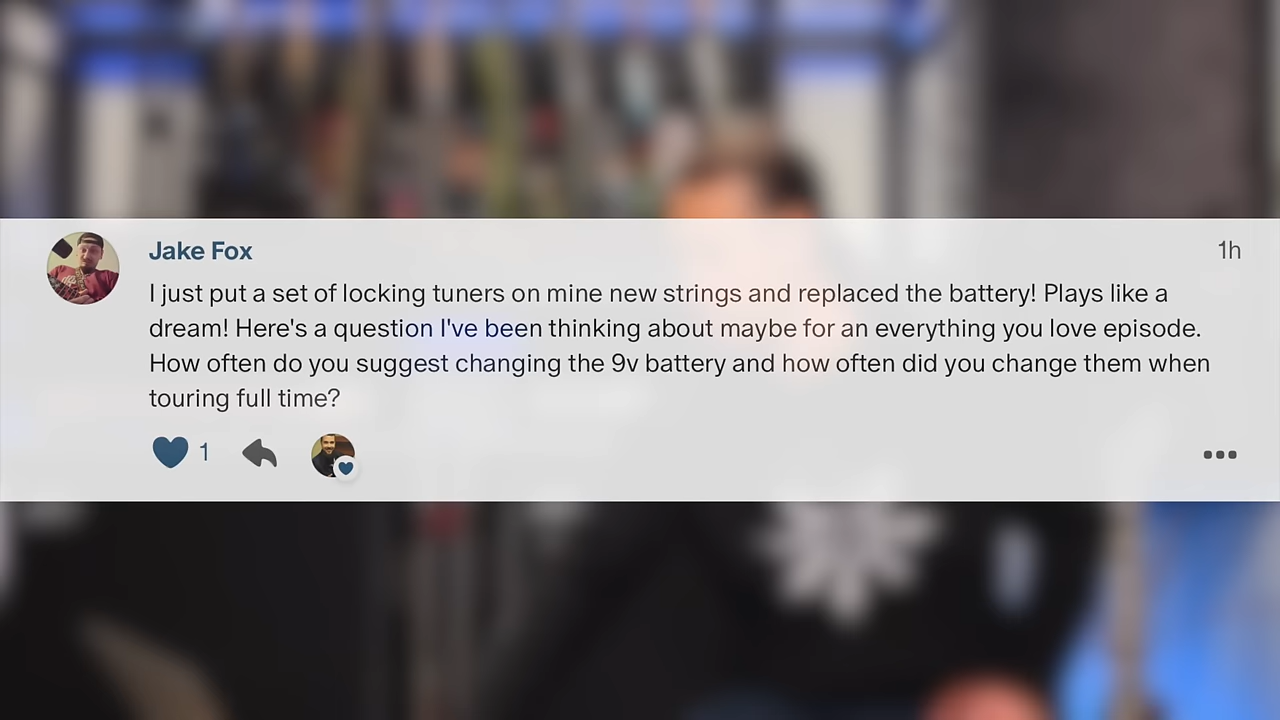 Jake Fox
1h
I just put a set of locking tuners on mine new strings and replaced the battery! Plays like a
dream! Here's a question I've been thinking about maybe for an everything you love episode.
How often do you suggest changing the 9v battery and how often did you change them when
touring full time?
1